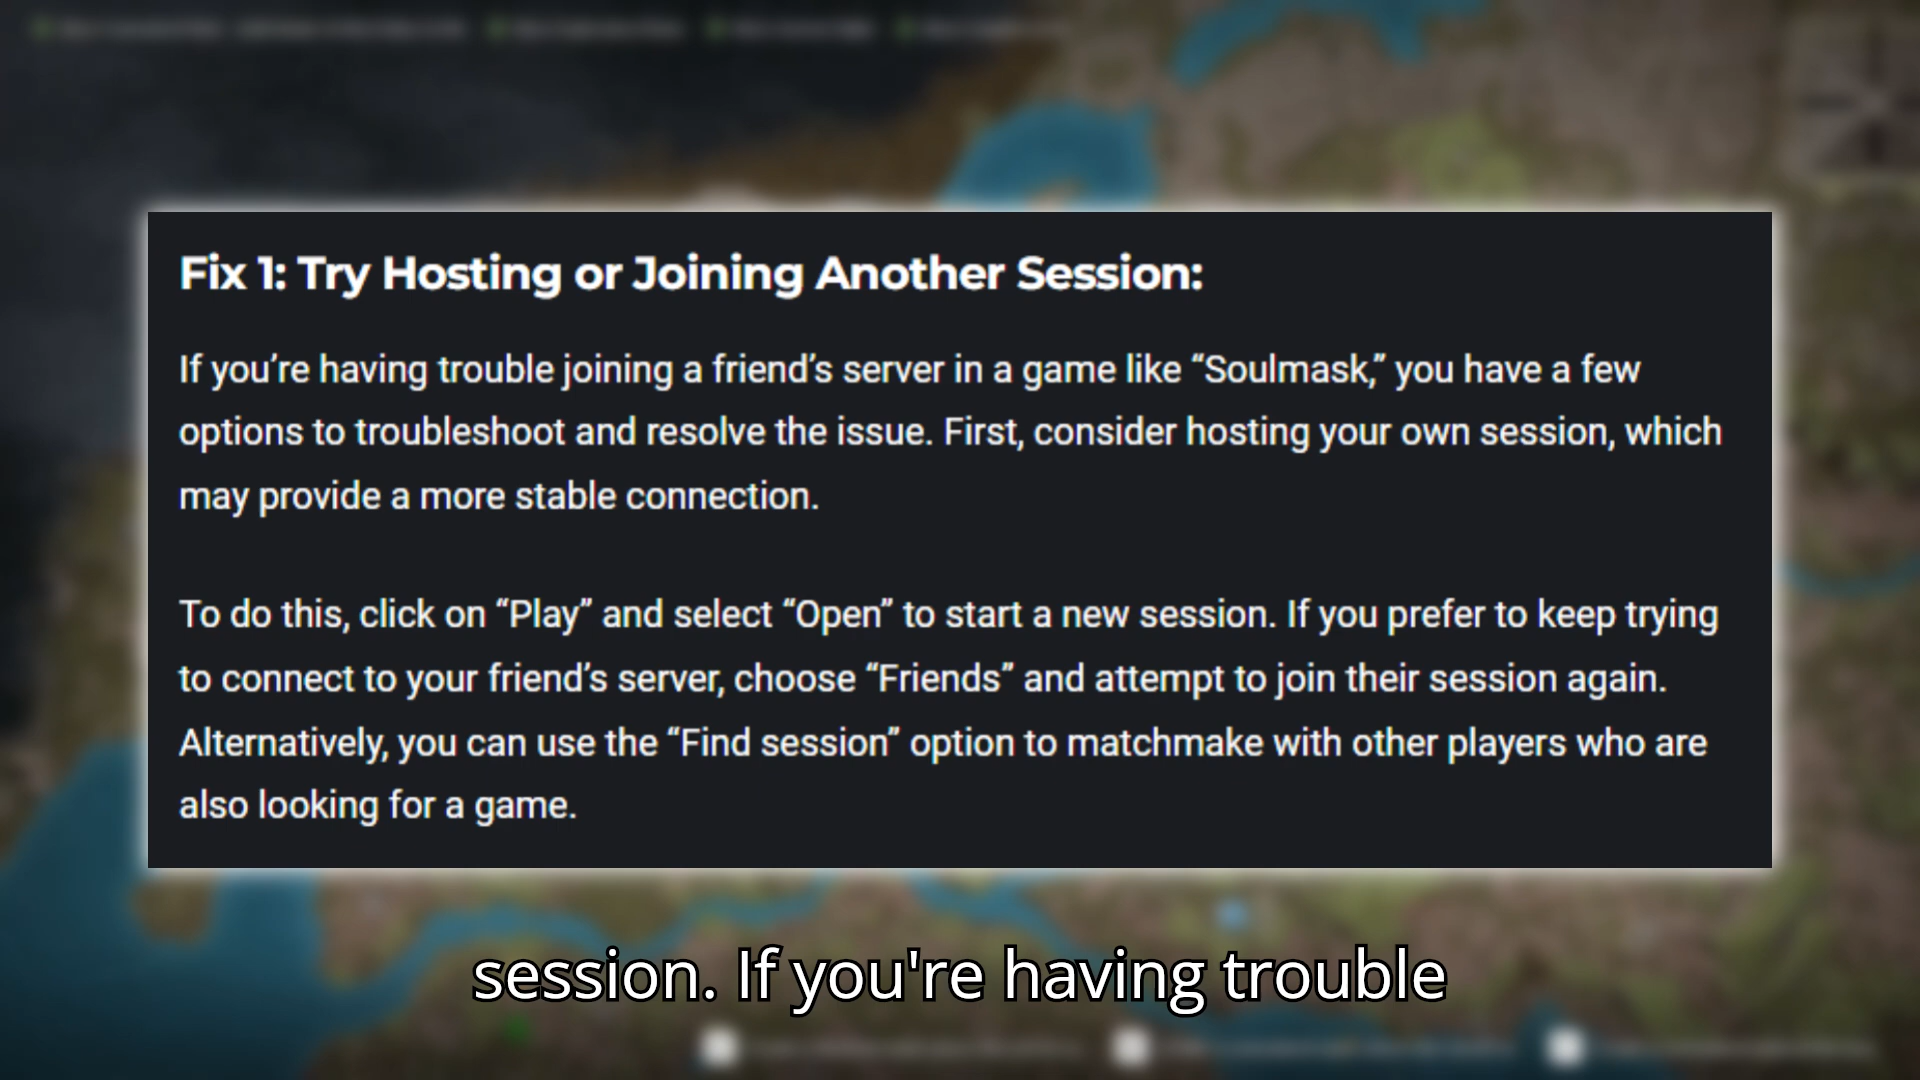 Fix 1: Try Hosting or Joining Another Session:
If you’re having trouble joining a friend’s server in a game like “Soulmask,” you have a few
options to troubleshoot and resolve the issue. First, consider hosting your own session, which
may provide a more stable connection.
To do this, click on “Play” and select “Open” to start a new session. If you prefer to keep trying
to connect to your friend’s server, choose “Friends” and attempt to join their session again.
Alternatively, you can use the “Find session” option to matchmake with other players who are
also looking for a game.
session. If you're having trouble